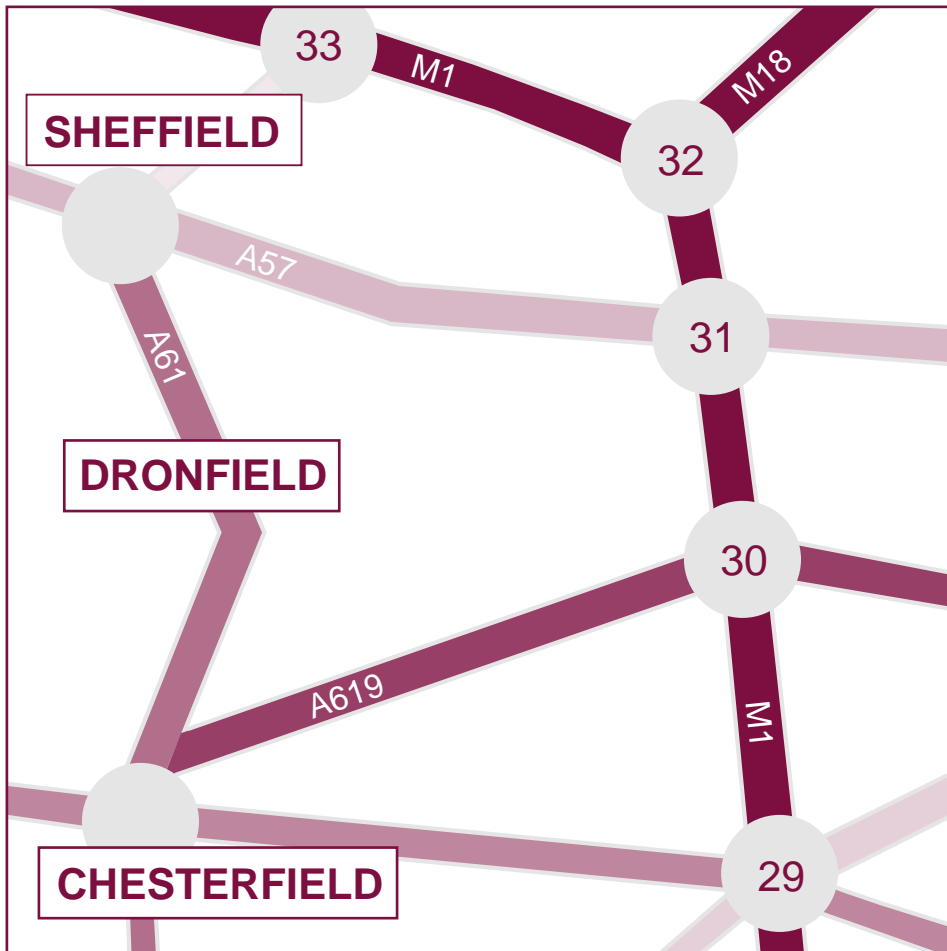 33
M1
M18
SHEFFIELD
32
A57
31
A61
DRONFIELD
30
A619
M1
29
CHESTERFIELD